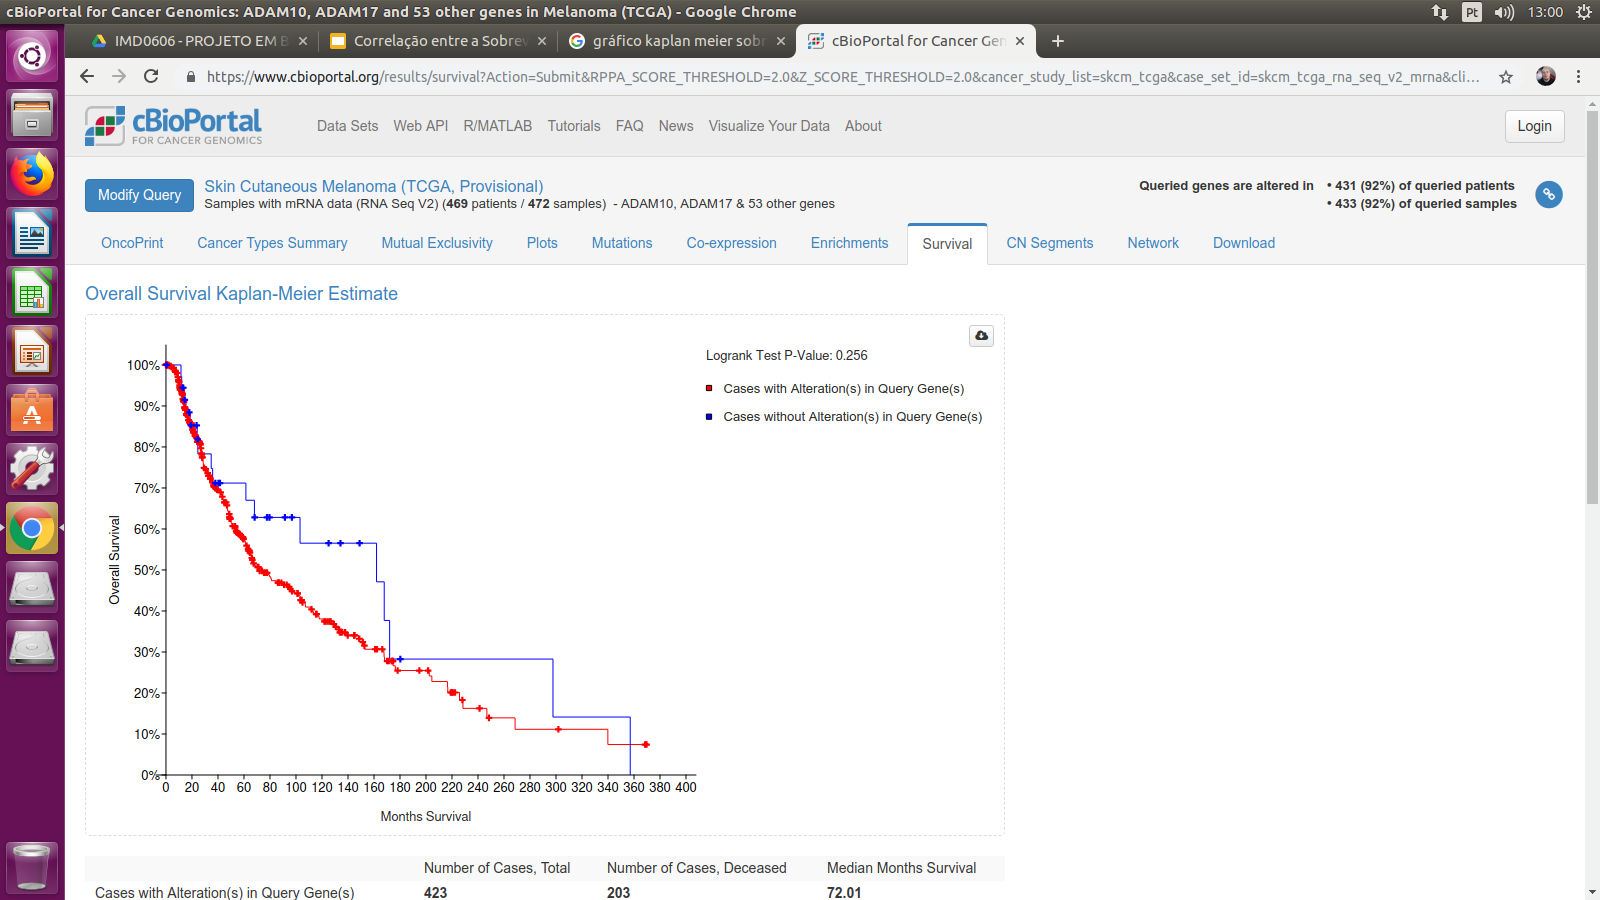 cBioPortal for Cancer Genomics: ADAM10, ADAM17 and 53 other genes in Melanoma (TCGA) - Google Chrome
Pt
13:00
IMD0606 - PROJETO EM B
Correlação entre a Sobrev
gráfico kaplan meier sobr
cBioPortal for Cancer Gen
https://www.cbioportal.org/results/survival?Action=Submit&RPPA_SCORE_THRESHOLD=2.0&Z_SCORE_THRESHOLD=2.0&cancer_study_list=skcm_tcga&case_set_id=skcm_tcga_rna_seq_v2_mrna&cli...
cBioPortal
FOR CANCER GENOMICS
Data Sets Web API R/MATLAB Tutorials FAQ News Visualize Your Data About
Login
Modify Query
Skin Cutaneous Melanoma (TCGA, Provisional)
Samples with mRNA data (RNA Seq V2) (469 patients / 472 samples) - ADAM10, ADAM17 & 53 other genes
Queried genes are altered in
• 431 (92%) of queried patients
• 433 (92%) of queried samples
OncoPrint Cancer Types Summary Mutual Exclusivity Plots Mutations Co-expression Enrichments Survival CN Segments Network Download
Overall Survival Kaplan-Meier Estimate
Logrank Test P-Value: 0.256
Cases with Alteration(s) in Query Gene(s)
Cases without Alteration(s) in Query Gene(s)
100%
90%
80%
70%
60%
50%
40%
30%
20%
10%
0%
Overall Survival
0 20 40 60 80 100 120 140 160 180 200 220 240 260 280 300 320 340 360 380 400
Months Survival
Number of Cases, Total Number of Cases, Deceased Median Months Survival
Cases with Alteration(s) in Query Gene(s) 423 203 72.01